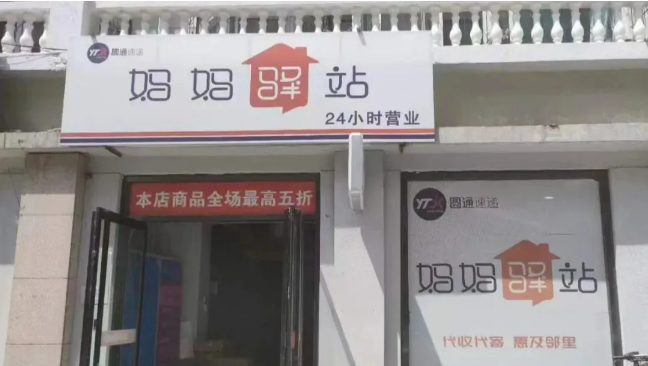 圆通速递
妈妈驿站
24小时营业
本店商品全场最高五折
圆通速递
妈妈驿站
代收代寄 惠及邻里